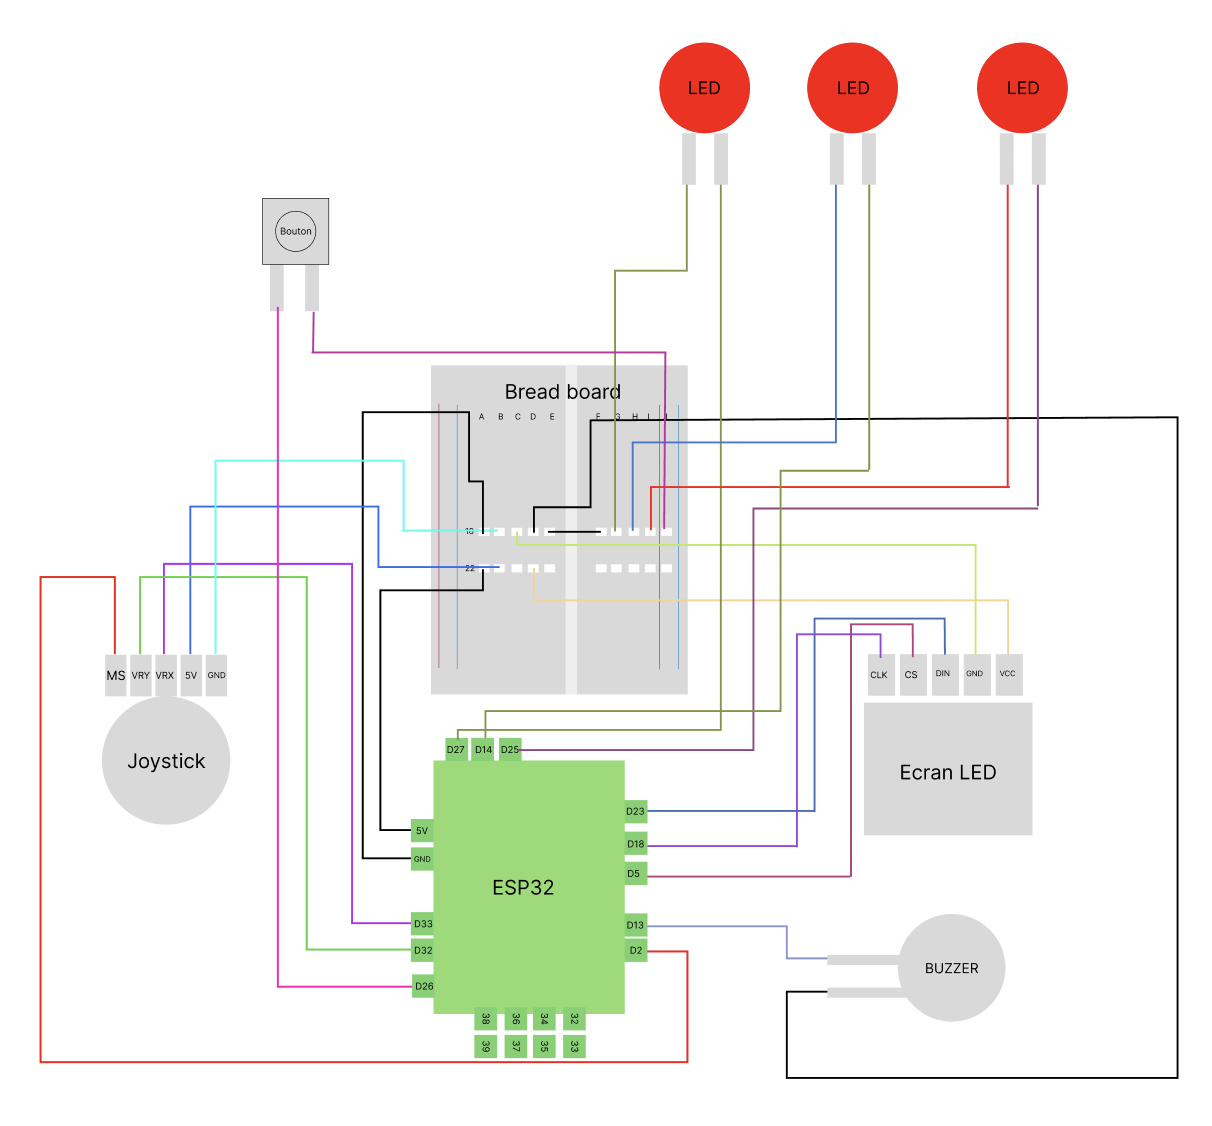 LED
LED
LED
Bouton
Bread board
A B C D E F G H I
22
MS VRY VRX 5V GND
CLK CS DIN GND VCC
Joystick
Ecran LED
D27 D14 D25
5V
GND
D33
D32
D26
ESP32
D23
D18
D5
D13
D2
BUZZER
38 36 34 32
39 37 35 33